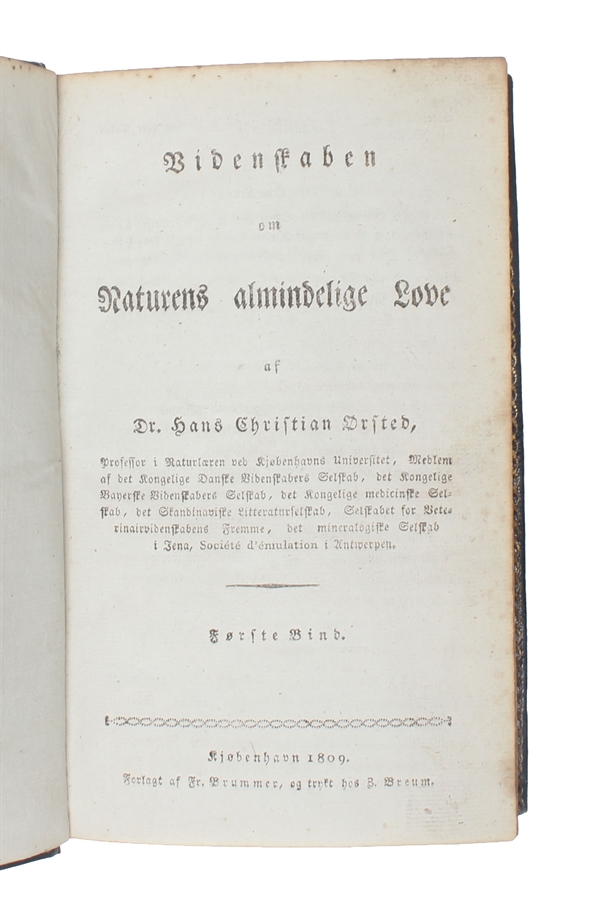 Videnskaben
om
Naturens almindelige Love
af
Dr. Hans Christian Ørsted,
Professor i Naturlæren ved Kjøbenhavns Universitet, Medlem
af det Kongelige Danske Videnskabers Selskab, det Kongelige
Bayerske Videnskabers Selskab, det Kongelige medicinske Sel-
skab, det Skandinaviske Litteraturselskab, Selskabet for Vete-
rinairvidenskabens Fremme, det mineralogiske Selskab
i Jena, Société d'émulation i Antwerpen.
Første Bind.
Kjøbenhavn 1809.
Forlagt af Fr. Brummer, og trykt hos Z. Breum.